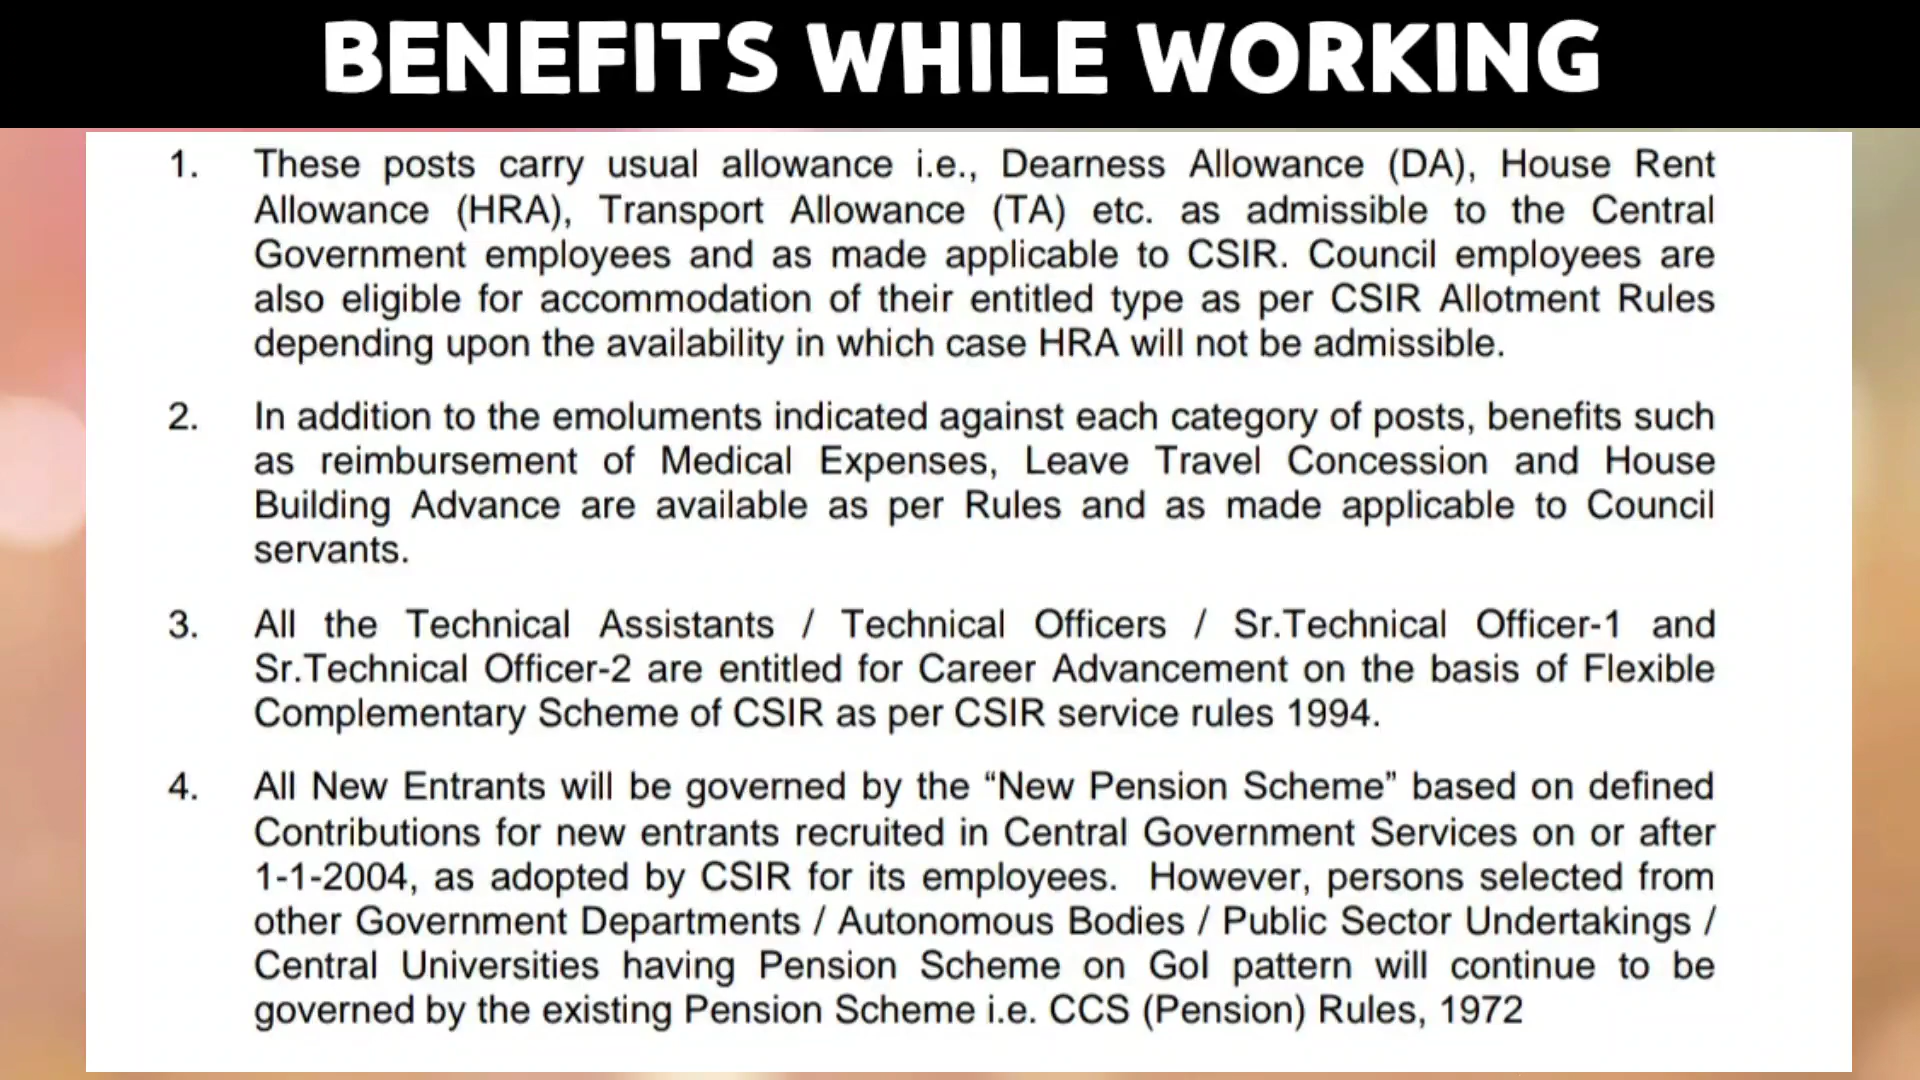 BENEFITS WHILE WORKING
1. These posts carry usual allowance i.e., Dearness Allowance (DA), House Rent
Allowance (HRA), Transport Allowance (TA) etc. as admissible to the Central
Government employees and as made applicable to CSIR. Council employees are
also eligible for accommodation of their entitled type as per CSIR Allotment Rules
depending upon the availability in which case HRA will not be admissible.
2. In addition to the emoluments indicated against each category of posts, benefits such
as reimbursement of Medical Expenses, Leave Travel Concession and House
Building Advance are available as per Rules and as made applicable to Council
servants.
3. All the Technical Assistants / Technical Officers / Sr.Technical Officer-1 and
Sr.Technical Officer-2 are entitled for Career Advancement on the basis of Flexible
Complementary Scheme of CSIR as per CSIR service rules 1994.
4. All New Entrants will be governed by the “New Pension Scheme” based on defined
Contributions for new entrants recruited in Central Government Services on or after
1-1-2004, as adopted by CSIR for its employees. However, persons selected from
other Government Departments / Autonomous Bodies / Public Sector Undertakings /
Central Universities having Pension Scheme on GoI pattern will continue to be
governed by the existing Pension Scheme i.e. CCS (Pension) Rules, 1972